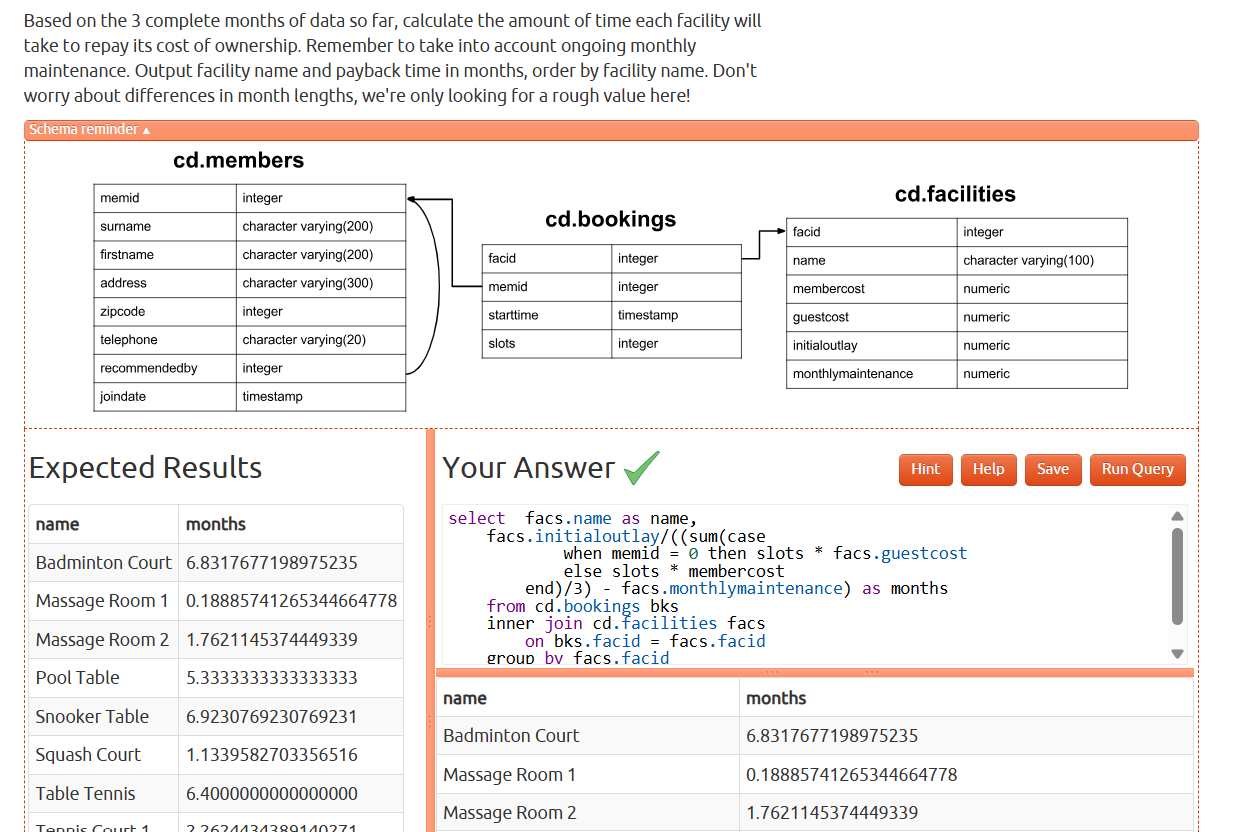 Based on the 3 complete months of data so far, calculate the amount of time each facility will
take to repay its cost of ownership. Remember to take into account ongoing monthly
maintenance. Output facility name and payback time in months, order by facility name. Don't
worry about differences in month lengths, we're only looking for a rough value here!
Schema reminder ▲
cd.members
memid integer
surname character varying(200)
firstname character varying(200)
address character varying(300)
zipcode integer
telephone character varying(20)
recommendedby integer
joindate timestamp
cd.bookings
facid integer
memid integer
starttime timestamp
slots integer
cd.facilities
facid integer
name character varying(100)
membercost numeric
guestcost numeric
initialoutlay numeric
monthlymaintenance numeric
Expected Results
name months
Badminton Court 6.8317677198975235
Massage Room 1 0.18885741265344664778
Massage Room 2 1.7621145374449339
Pool Table 5.3333333333333333
Snooker Table 6.9230769230769231
Squash Court 1.1339582703356516
Table Tennis 6.4000000000000000
Tennis Court 1 2.2624434389140271
Your Answer
Hint Help Save Run Query
select facs.name as name,
facs.initialoutlay/((sum(case
when memid = 0 then slots * facs.guestcost
else slots * membercost
end)/3) - facs.monthlymaintenance) as months
from cd.bookings bks
inner join cd.facilities facs
on bks.facid = facs.facid
group by facs.facid
name months
Badminton Court 6.8317677198975235
Massage Room 1 0.18885741265344664778
Massage Room 2 1.7621145374449339